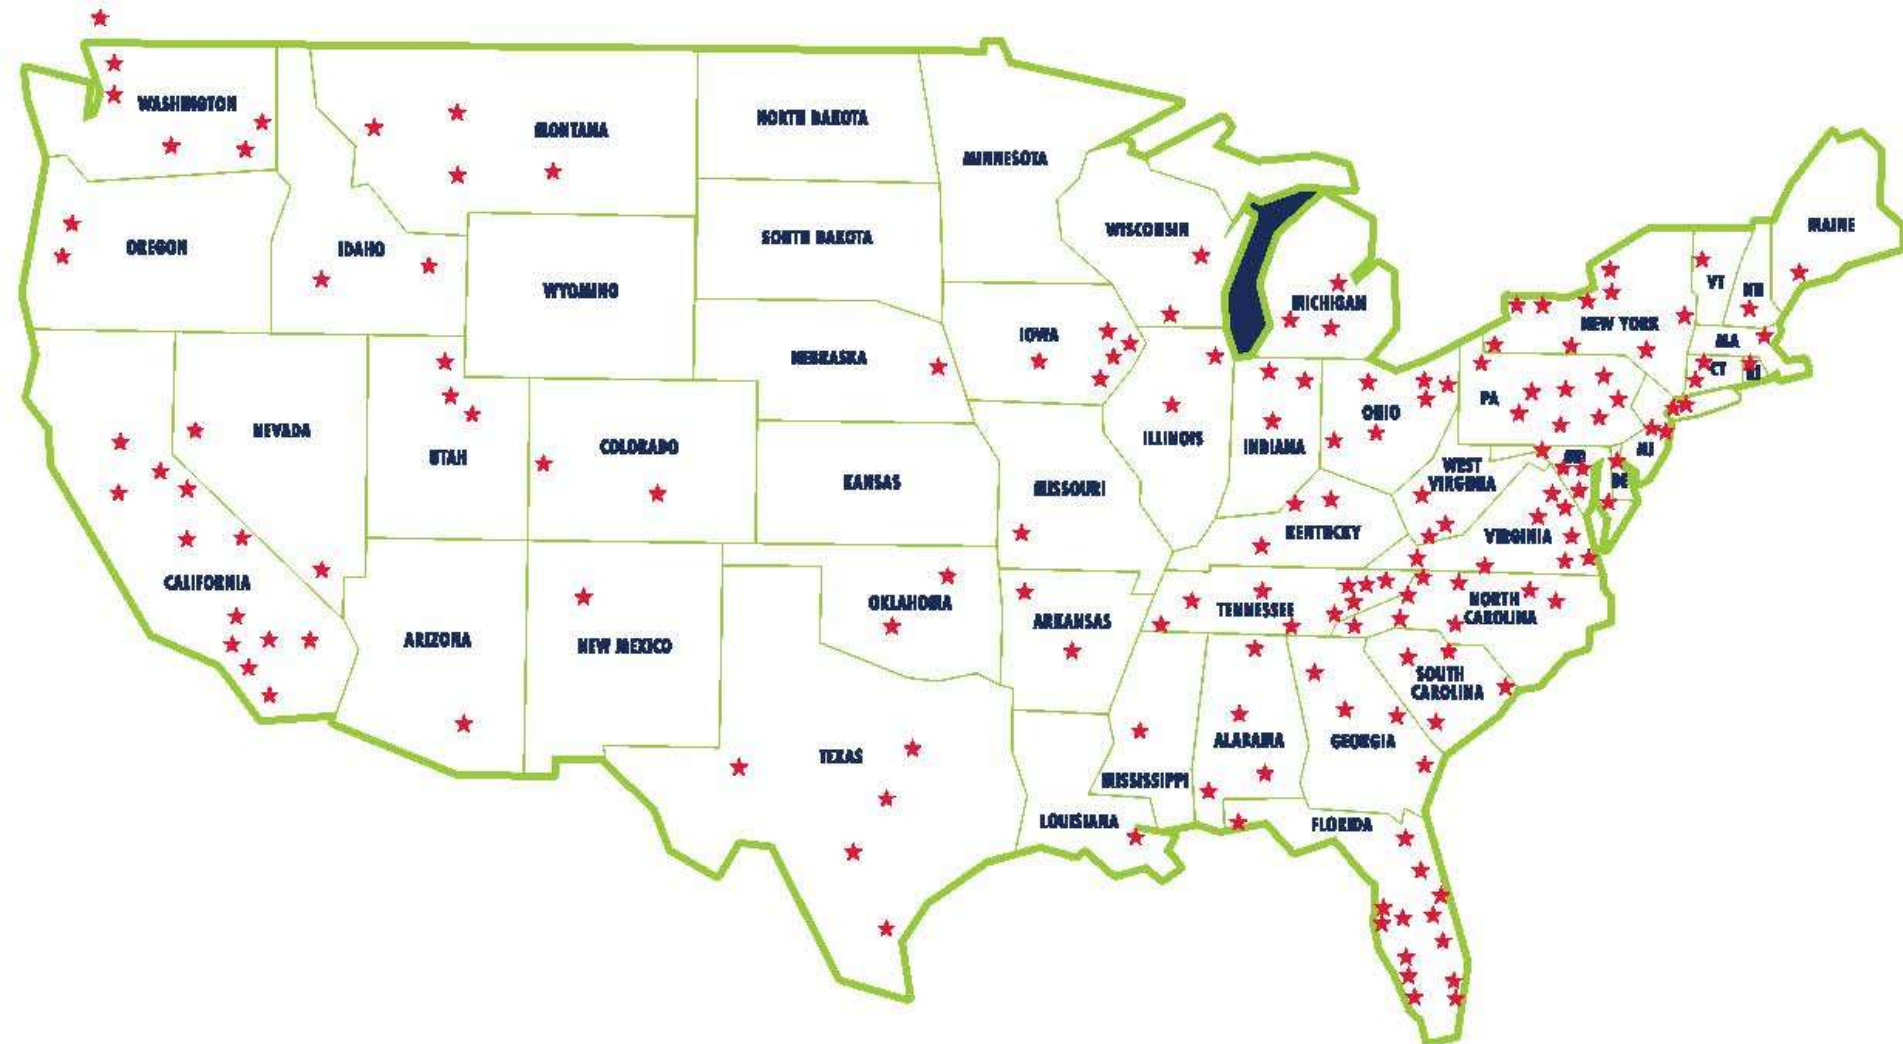 WASHINGTON
MONTANA
NORTH DAKOTA
MINNESOTA
MAINE
OREGON
IDAHO
SOUTH DAKOTA
WISCONSIN
VT
NH
WYOMING
MICHIGAN
NEW YORK
IOWA
MA
NEBRASKA
CT
RI
PA
OHIO
NEVADA
UTAH
COLORADO
ILLINOIS
INDIANA
NJ
MD
WEST
VIRGINIA
DE
KANSAS
MISSOURI
KENTUCKY
VIRGINIA
CALIFORNIA
OKLAHOMA
TENNESSEE
NORTH
CAROLINA
ARKANSAS
ARIZONA
NEW MEXICO
SOUTH
CAROLINA
TEXAS
ALABAMA
GEORGIA
MISSISSIPPI
LOUISIANA
FLORIDA